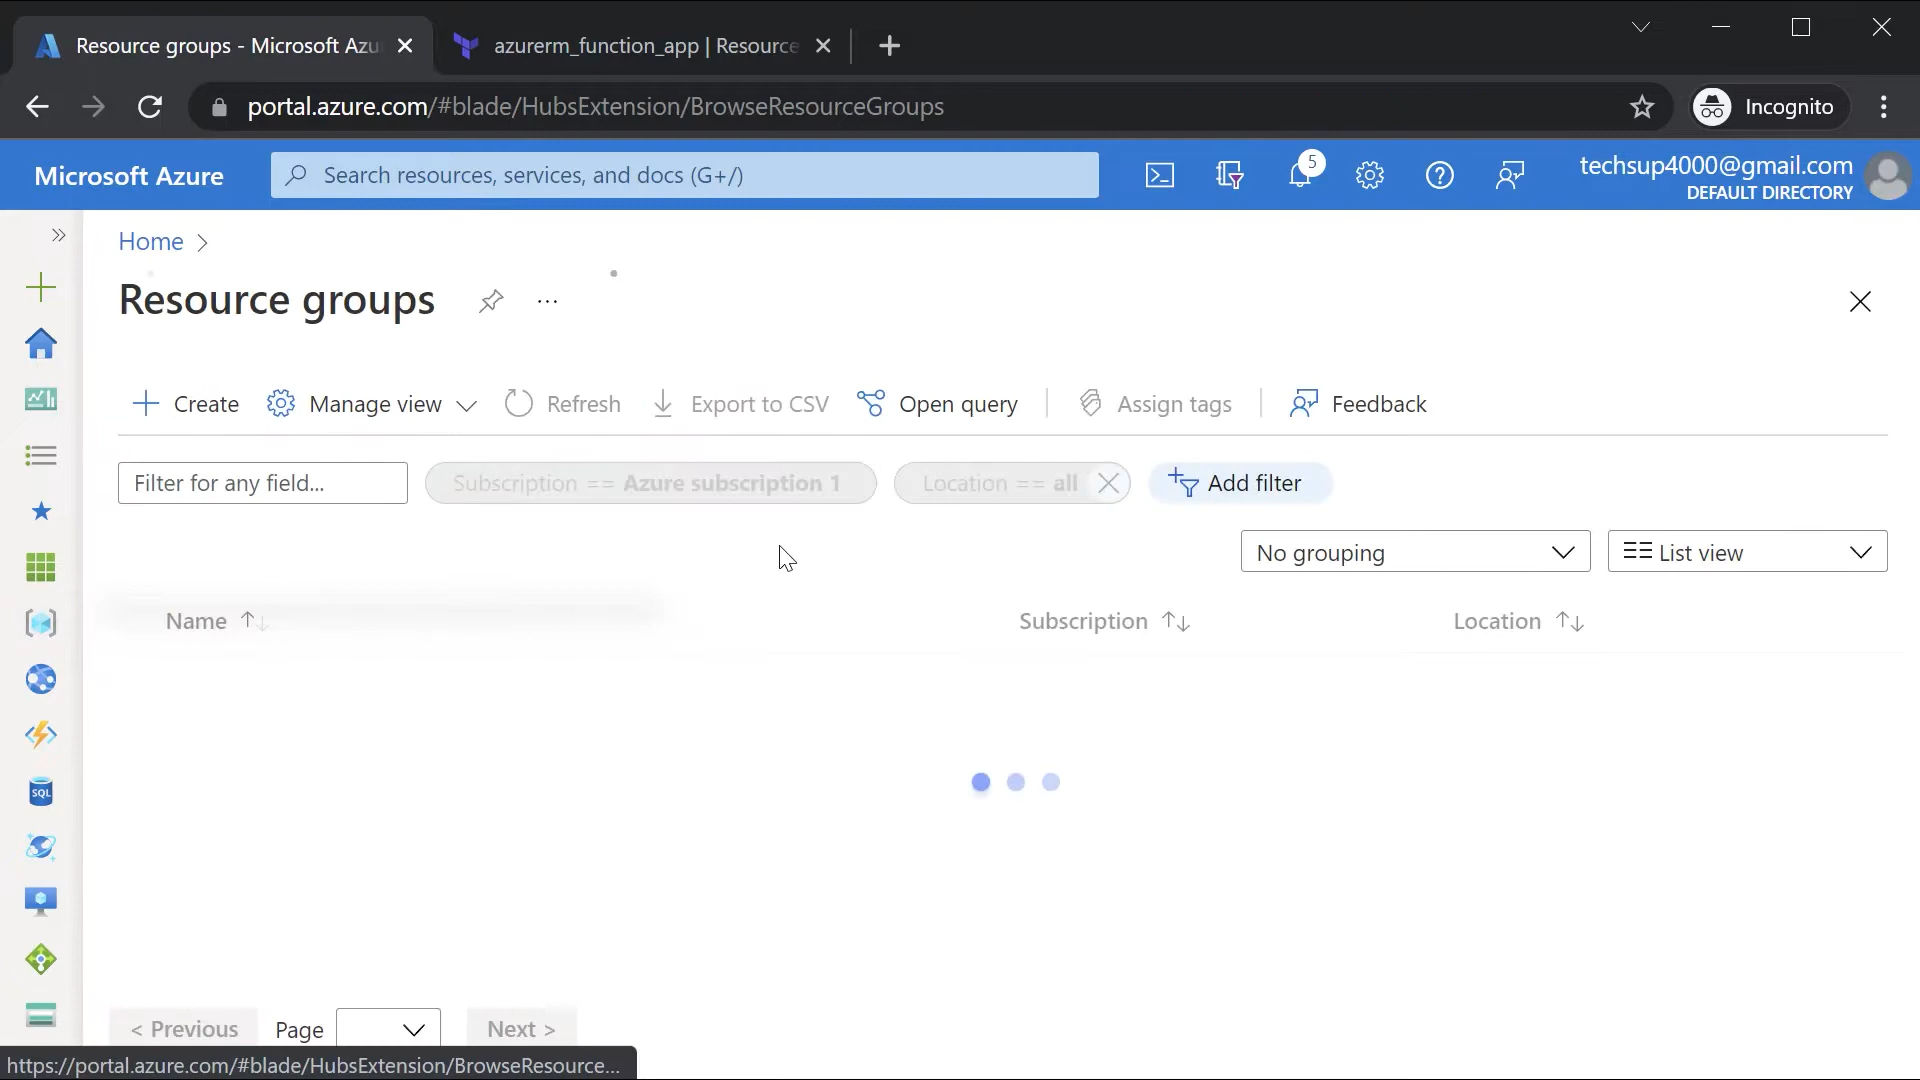 Resource groups - Microsoft Azu
azurerm_function_app | Resource
portal.azure.com/#blade/HubsExtension/BrowseResourceGroups
Incognito
Microsoft Azure
Search resources, services, and docs (G+/)
5
techsup4000@gmail.com
DEFAULT DIRECTORY
Home
Resource groups
Create
Manage view
Refresh
Export to CSV
Open query
Assign tags
Feedback
Filter for any field...
Subscription == Azure subscription 1
Location == all
Add filter
No grouping
List view
Name
Subscription
Location
SQL
< Previous
Page
Next >
https://portal.azure.com/#blade/HubsExtension/BrowseResource...